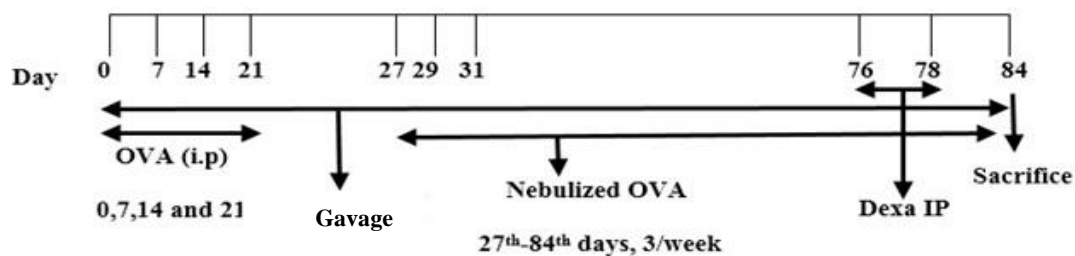 Day 0 7 14 21 27 29 31 76 78 84
OVA (i.p)
Nebulized OVA
Sacrifice
0,7,14 and 21
Gavage
Dexa IP
27th-84th days, 3/week